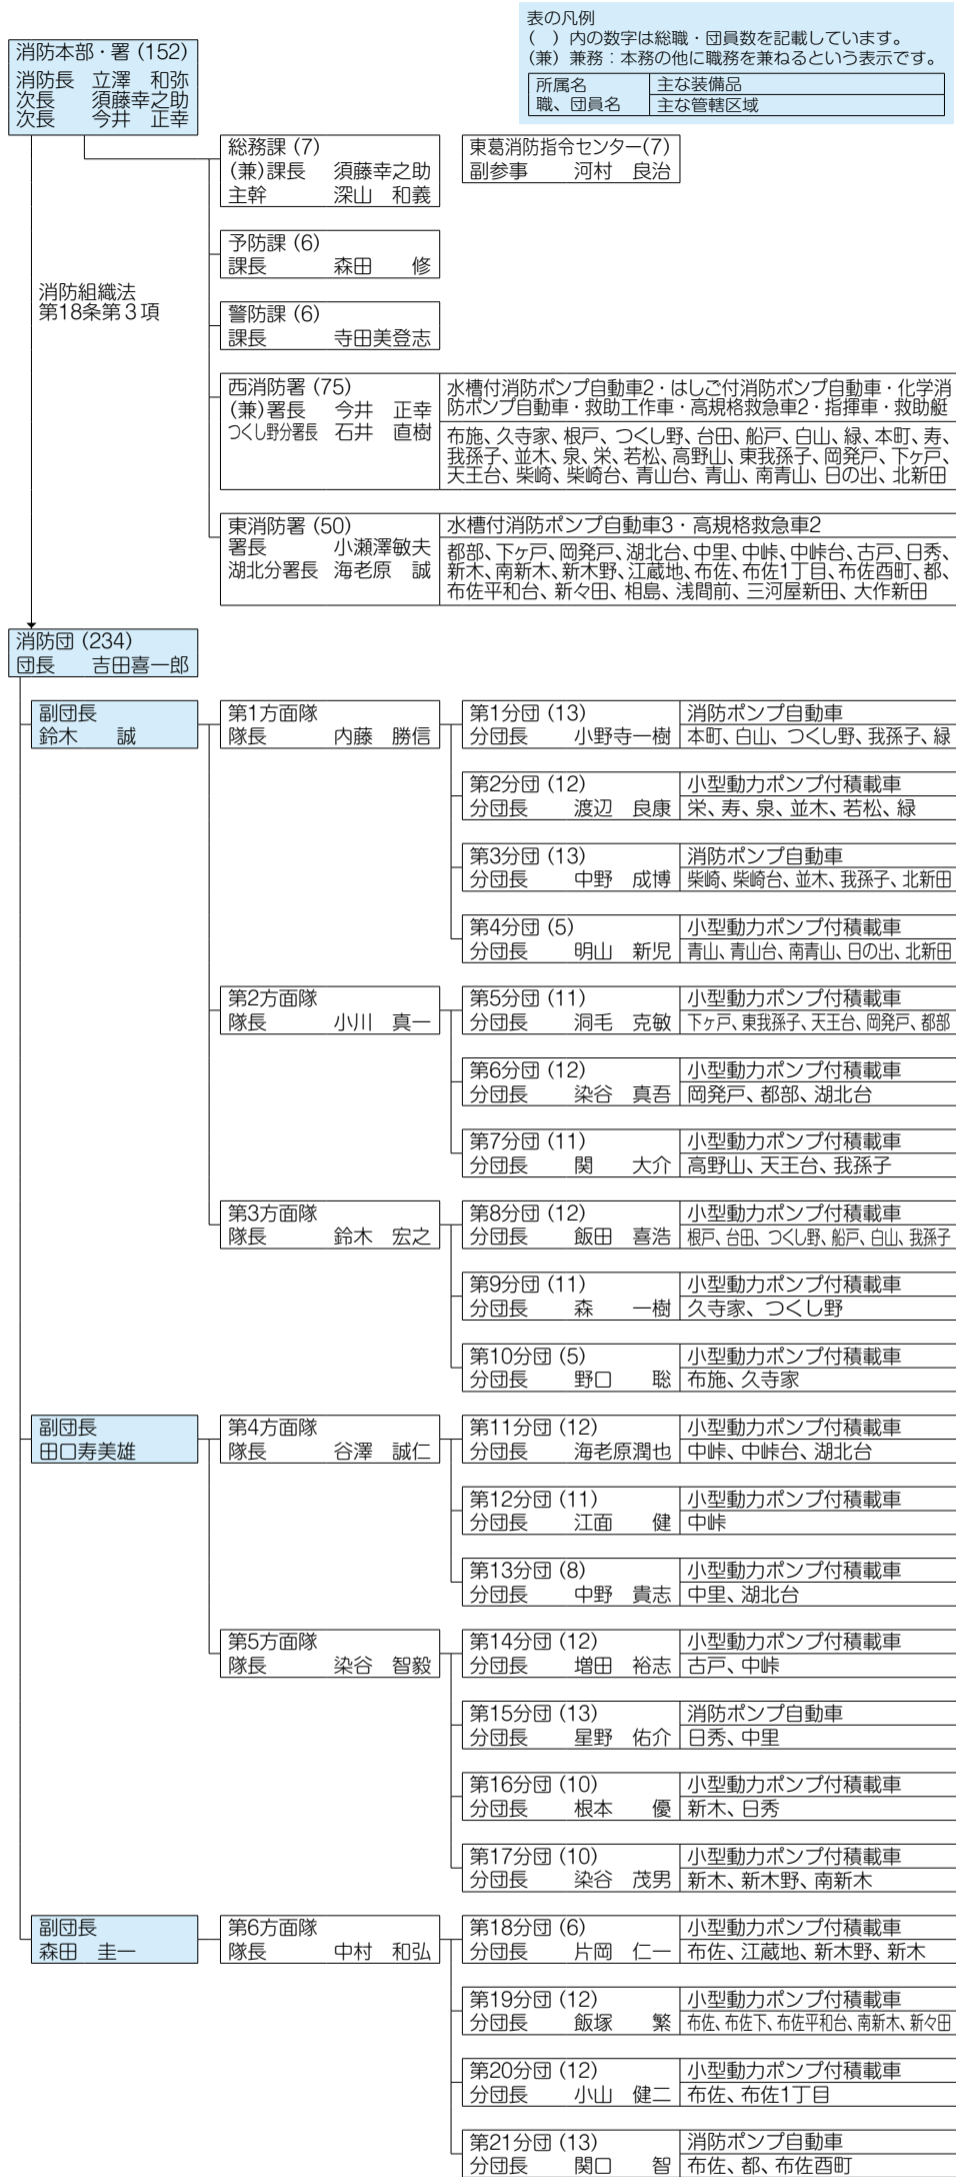 表の凡例
（　）内の数字は総職・団員数を記載しています。
(兼）兼務：本務の他に職務を兼ねるという表示です。
所属名　主な装備品
職、団員名　主な管轄区域
消防本部・署 (152)
消防長　立澤　和弥
次長　須藤幸之助
次長　今井　正幸
総務課 (7)
(兼)課長　須藤幸之助
主幹　深山　和義
東葛消防指令センター(7)
副参事　河村　良治
予防課 (6)
課長　森田　修
消防組織法
第18条第３項
警防課 (6)
課長　寺田美登志
西消防署 (75)
(兼)署長　今井　正幸
つくし野分署長　石井　直樹
水槽付消防ポンプ自動車2・はしご付消防ポンプ自動車・化学消
防ポンプ自動車・救助工作車・高規格救急車2・指揮車・救助艇
布施、久寺家、根戸、つくし野、台田、船戸、白山、緑、本町、寿、
我孫子、並木、泉、栄、若松、高野山、東我孫子、岡発戸、下ヶ戸、
天王台、柴崎、柴崎台、青山台、青山、南青山、日の出、北新田
東消防署 (50)
署長　小瀬澤敏夫
湖北分署長　海老原　誠
水槽付消防ポンプ自動車3・高規格救急車2
都部、下ヶ戸、岡発戸、湖北台、中里、中峠、中峠台、古戸、日秀、
新木、南新木、新木野、江蔵地、布佐、布佐1丁目、布佐酉町、都、
布佐平和台、新々田、相島、浅間前、三河屋新田、大作新田
消防団 (234)
団長　吉田喜一郎
副団長
鈴木　誠
第1方面隊
隊長　内藤　勝信
第1分団 (13)　消防ポンプ自動車
分団長　小野寺一樹　本町、白山、つくし野、我孫子、緑
第2分団 (12)　小型動力ポンプ付積載車
分団長　渡辺　良康　栄、寿、泉、並木、若松、緑
第3分団 (13)　消防ポンプ自動車
分団長　中野　成博　柴崎、柴崎台、並木、我孫子、北新田
第4分団 (5)　小型動力ポンプ付積載車
分団長　明山　新児　青山、青山台、南青山、日の出、北新田
第2方面隊
隊長　小川　真一
第5分団 (11)　小型動力ポンプ付積載車
分団長　洞毛　克敏　下ヶ戸、東我孫子、天王台、岡発戸、都部
第6分団 (12)　小型動力ポンプ付積載車
分団長　染谷　真吾　岡発戸、都部、湖北台
第7分団 (11)　小型動力ポンプ付積載車
分団長　関　大介　高野山、天王台、我孫子
第3方面隊
隊長　鈴木　宏之
第8分団 (12)　小型動力ポンプ付積載車
分団長　飯田　喜浩　根戸、台田、つくし野、船戸、白山、我孫子
第9分団 (11)　小型動力ポンプ付積載車
分団長　森　一樹　久寺家、つくし野
第10分団 (5)　小型動力ポンプ付積載車
分団長　野口　聡　布施、久寺家
副団長
田口寿美雄
第4方面隊
隊長　谷澤　誠仁
第11分団 (12)　小型動力ポンプ付積載車
分団長　海老原潤也　中峠、中峠台、湖北台
第12分団 (11)　小型動力ポンプ付積載車
分団長　江面　健　中峠
第13分団 (8)　小型動力ポンプ付積載車
分団長　中野　貴志　中里、湖北台
第5方面隊
隊長　染谷　智毅
第14分団 (12)　小型動力ポンプ付積載車
分団長　増田　裕志　古戸、中峠
第15分団 (13)　消防ポンプ自動車
分団長　星野　佑介　日秀、中里
第16分団 (10)　小型動力ポンプ付積載車
分団長　根本　優　新木、日秀
第17分団 (10)　小型動力ポンプ付積載車
分団長　染谷　茂男　新木、新木野、南新木
副団長
森田　圭一
第6方面隊
隊長　中村　和弘
第18分団 (6)　小型動力ポンプ付積載車
分団長　片岡　仁一　布佐、江蔵地、新木野、新木
第19分団 (12)　小型動力ポンプ付積載車
分団長　飯塚　繁　布佐、布佐下、布佐平和台、南新木、新々田
第20分団 (12)　小型動力ポンプ付積載車
分団長　小山　健二　布佐、布佐1丁目
第21分団 (13)　消防ポンプ自動車
分団長　関口　智　布佐、都、布佐酉町